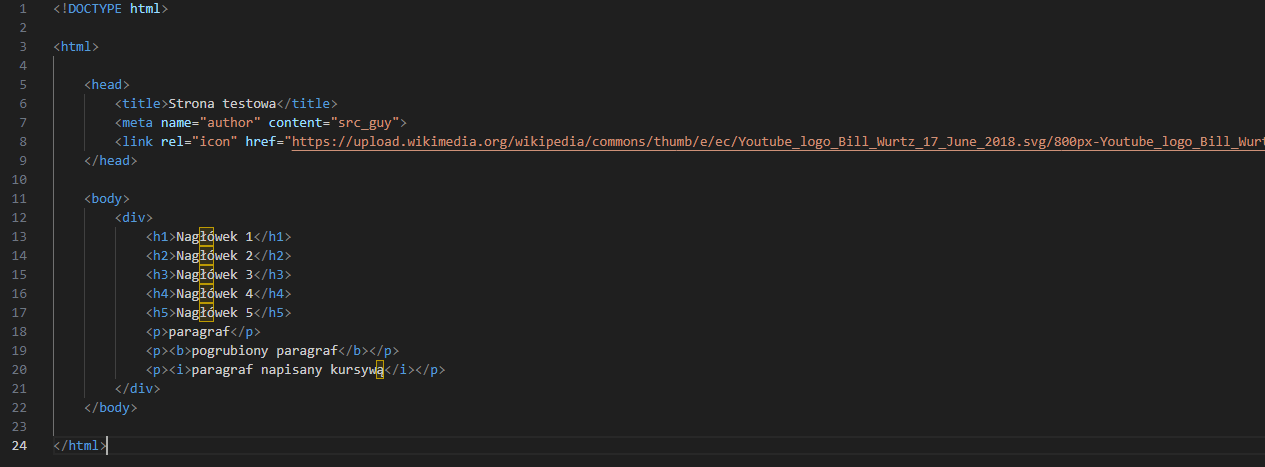 1 <!DOCTYPE html>
2
3 <html>
4
5 <head>
6 <title>Strona testowa</title>
7 <meta name="author" content="src_guy">
8 <link rel="icon" href="https://upload.wikimedia.org/wikipedia/commons/thumb/e/ec/Youtube_logo_Bill_Wurtz_17_June_2018.svg/800px-Youtube_logo_Bill_Wurt
9 </head>
10
11 <body>
12 <div>
13 <h1>Nagłówek 1</h1>
14 <h2>Nagłówek 2</h2>
15 <h3>Nagłówek 3</h3>
16 <h4>Nagłówek 4</h4>
17 <h5>Nagłówek 5</h5>
18 <p>paragraf</p>
19 <p><b>pogrubiony paragraf</b></p>
20 <p><i>paragraf napisany kursywą</i></p>
21 </div>
22 </body>
23
24 </html>